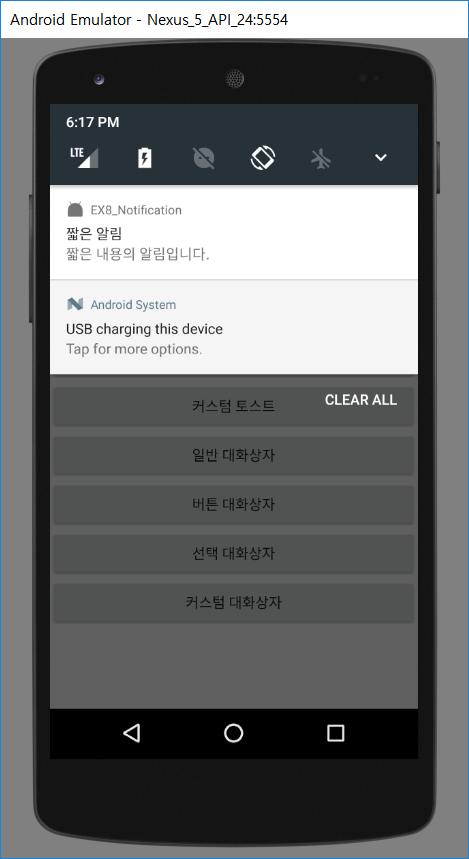 Android Emulator - Nexus_5_API_24:5554
6:17 PM
LTE
EX8_Notification
짧은 알림
짧은 내용의 알림입니다.
Android System
USB charging this device
Tap for more options.
커스텀 토스트
CLEAR ALL
일반 대화상자
버튼 대화상자
선택 대화상자
커스텀 대화상자